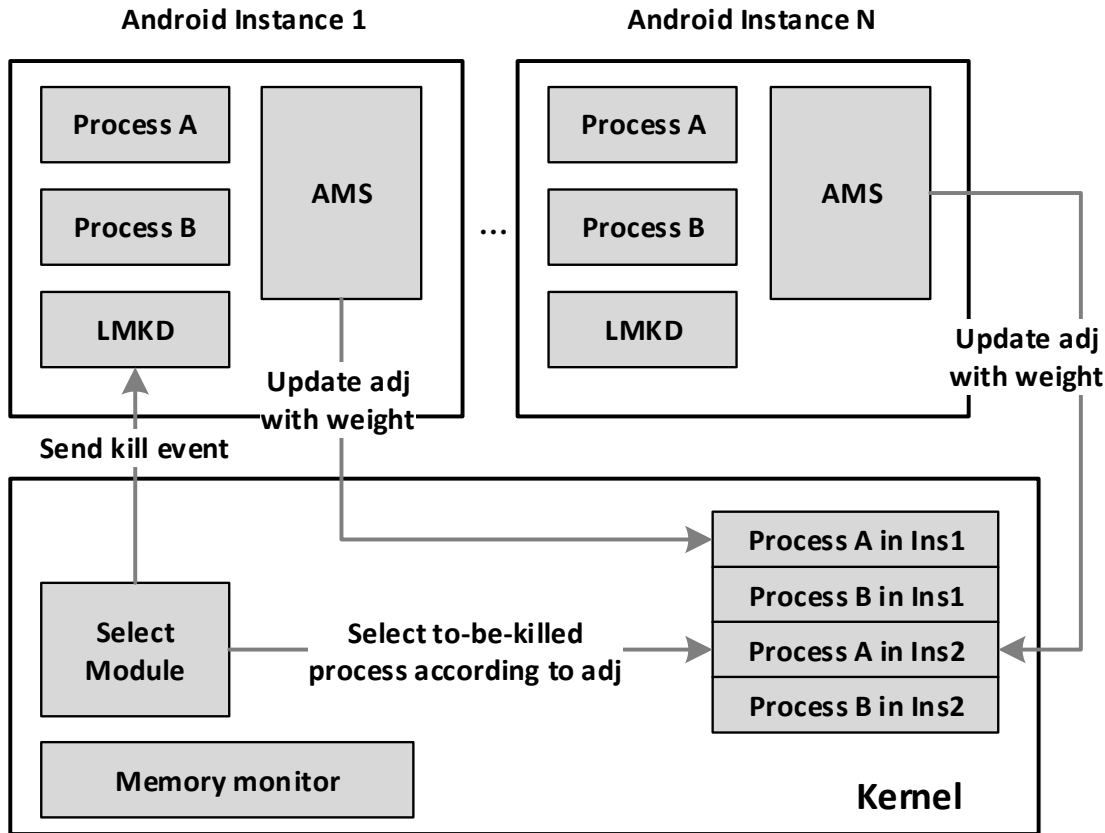 Android Instance 1
Android Instance N
Process A
Process B
LMKD
AMS
...
Process A
Process B
LMKD
AMS
Update adj
with weight
Update adj
with weight
Send kill event
Select
Module
Select to-be-killed
process according to adj
Process A in Ins1
Process B in Ins1
Process A in Ins2
Process B in Ins2
Memory monitor
Kernel